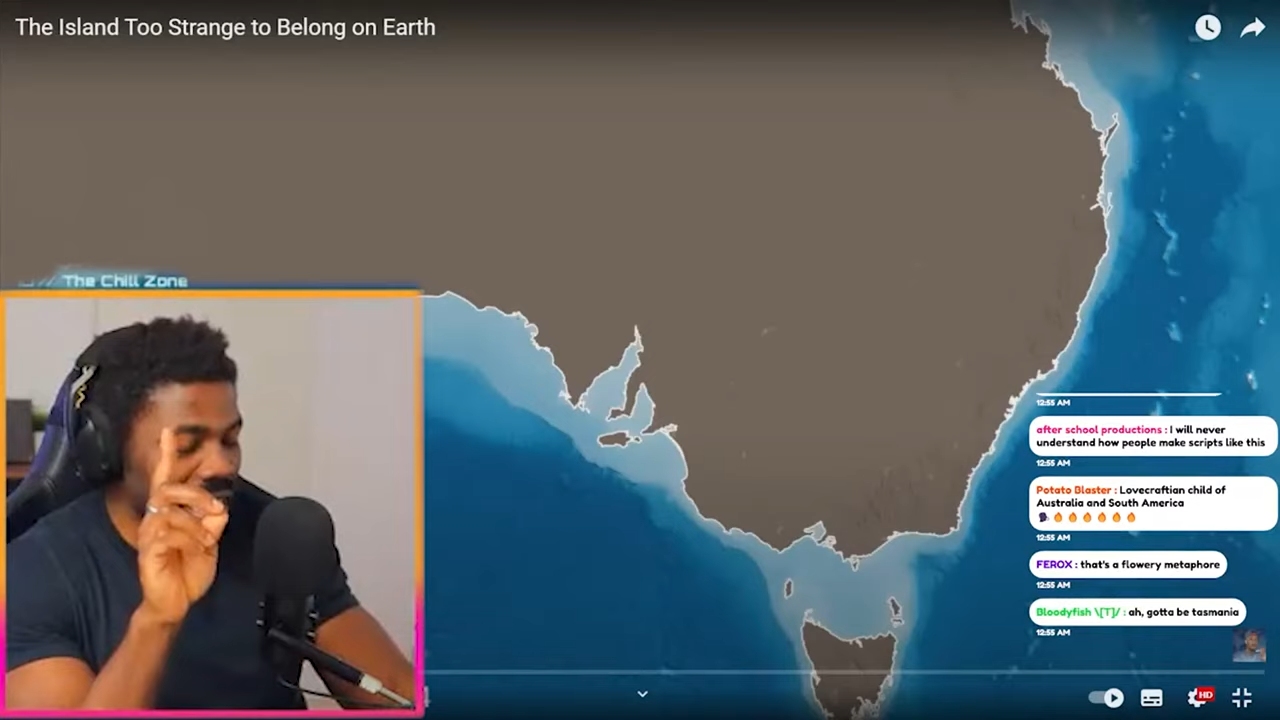 The Island Too Strange to Belong on Earth
The Chill Zone
12:55 AM
after school productions : I will never
understand how people make scripts like this
12:55 AM
Potato Blaster : Lovecraftian child of
Australia and South America
12:55 AM
FEROX : that's a flowery metaphore
12:55 AM
Bloodyfish \[T]/ : ah, gotta be tasmania
12:55 AM
HD